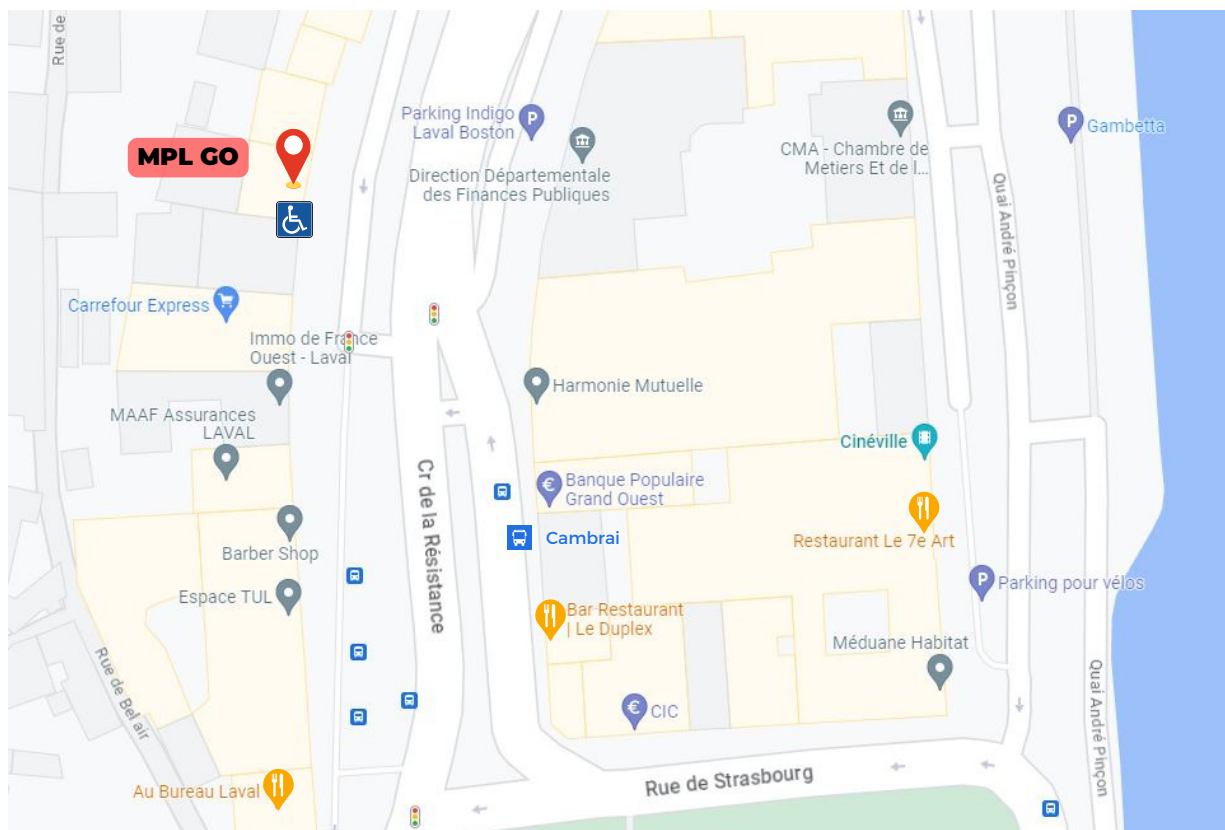 Rue de
Parking Indigo
Laval Boston
P
P
Gambetta
MPL GO
CMA - Chambre de
Metiers Et de l...
Direction Départementale
des Finances Publiques
Quai André Pinçon
Carrefour Express
Immo de France
Ouest - Laval
Harmonie Mutuelle
MAAF Assurances
LAVAL
Cinéville
Cr de la Résistance
€
Banque Populaire
Grand Ouest
Cambrai
Restaurant Le 7e Art
Barber Shop
Espace TUL
P
Parking pour vélos
Bar Restaurant
| Le Duplex
Méduane Habitat
Rue de Bel air
€
CIC
Quai André Pinçon
Rue de Strasbourg
Au Bureau Laval